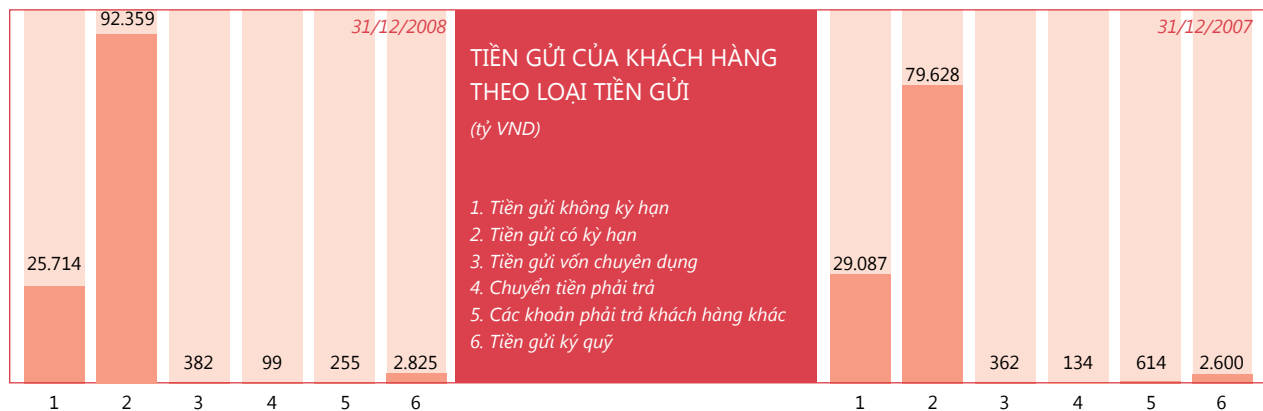 31/12/2008
92.359
25.714
382 99 255 2.825
1 2 3 4 5 6
TIỀN GỬI CỦA KHÁCH HÀNG
THEO LOẠI TIỀN GỬI
(tỷ VND)
1. Tiền gửi không kỳ hạn
2. Tiền gửi có kỳ hạn
3. Tiền gửi vốn chuyên dụng
4. Chuyển tiền phải trả
5. Các khoản phải trả khách hàng khác
6. Tiền gửi ký quỹ
31/12/2007
79.628
29.087
362 134 614 2.600
1 2 3 4 5 6